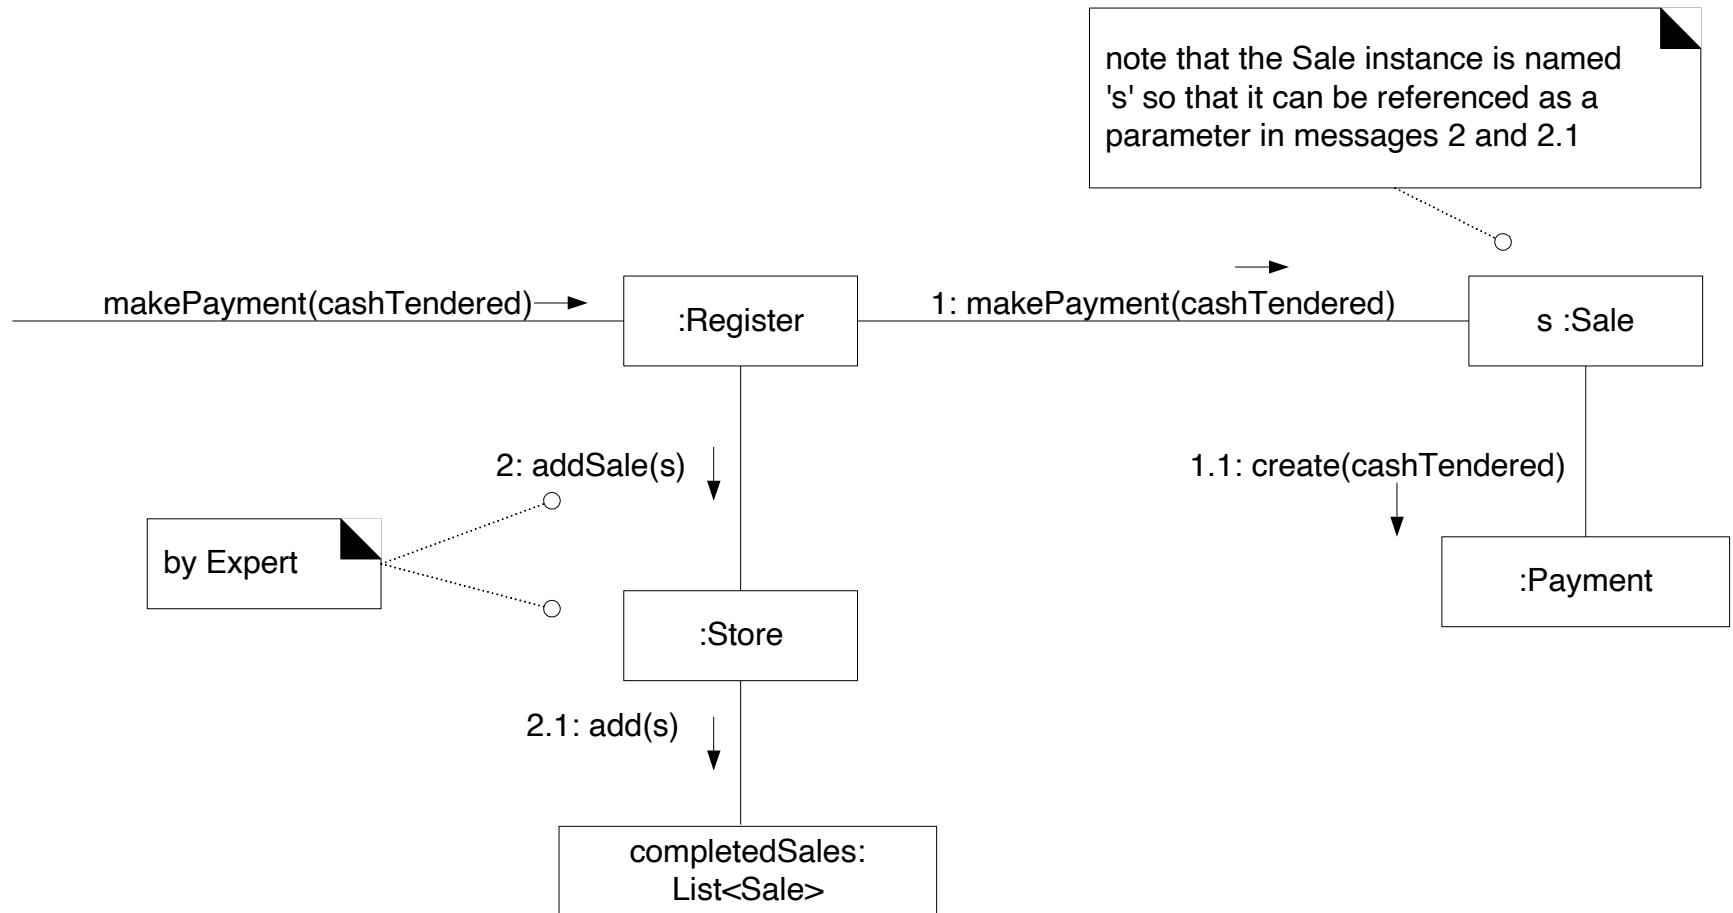 note that the Sale instance is named
's' so that it can be referenced as a
parameter in messages 2 and 2.1
makePayment(cashTendered)
:Register
1: makePayment(cashTendered)
s :Sale
2: addSale(s)
1.1: create(cashTendered)
by Expert
:Payment
:Store
2.1: add(s)
completedSales:
List<Sale>